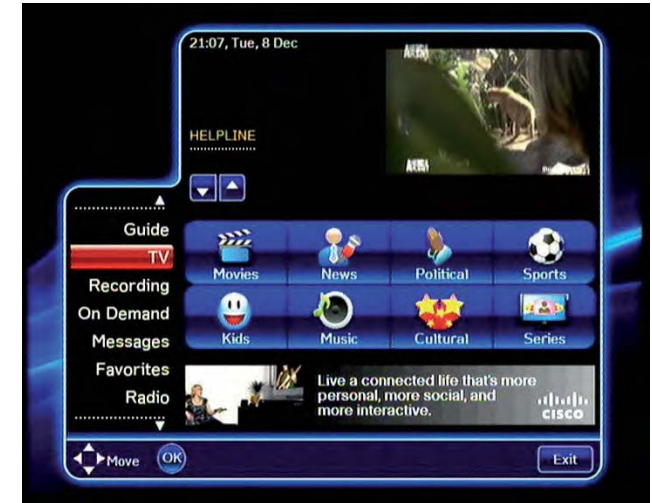 21:07, Tue, 8 Dec
HELPLINE
Guide
TV
Recording
On Demand
Messages
Favorites
Radio
Movies
News
Political
Sports
Kids
Music
Cultural
Series
Live a connected life that's more
personal, more social, and
more interactive.
CISCO
Move
OK
Exit